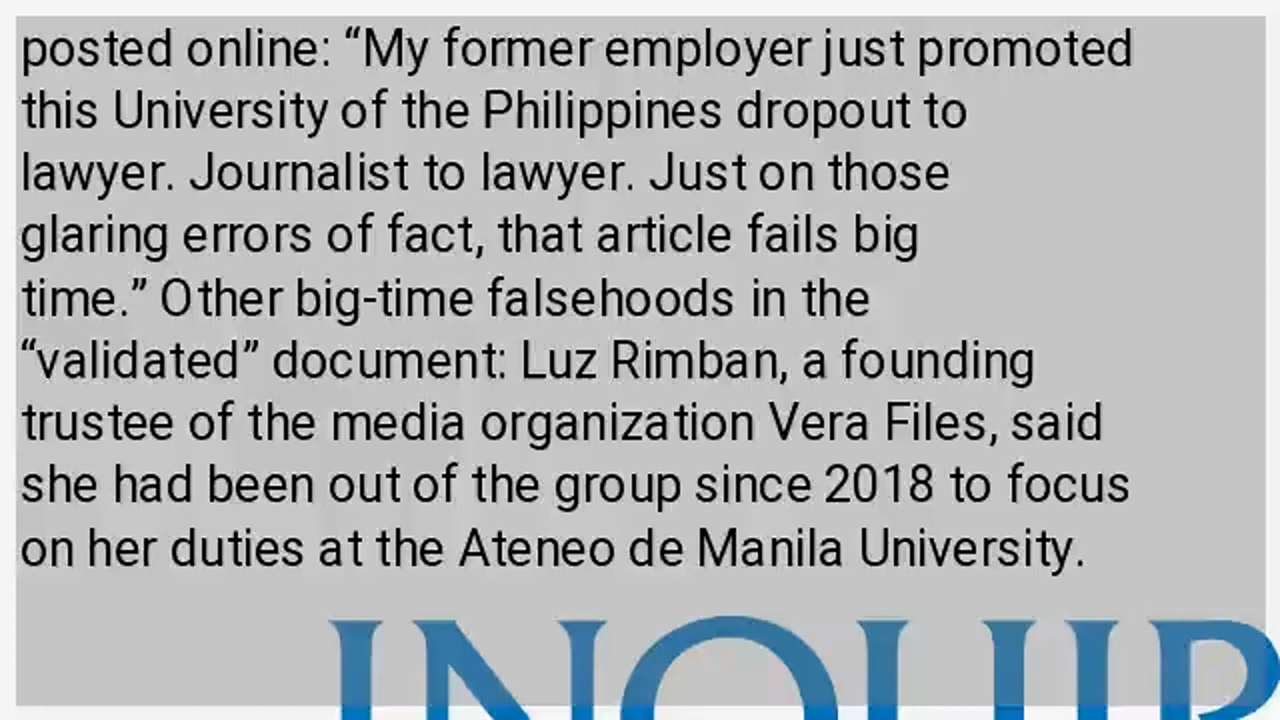 posted online: “My former employer just promoted
this University of the Philippines dropout to
lawyer. Journalist to lawyer. Just on those
glaring errors of fact, that article fails big
time.” Other big-time falsehoods in the
“validated” document: Luz Rimban, a founding
trustee of the media organization Vera Files, said
she had been out of the group since 2018 to focus
on her duties at the Ateneo de Manila University.
INQUIR